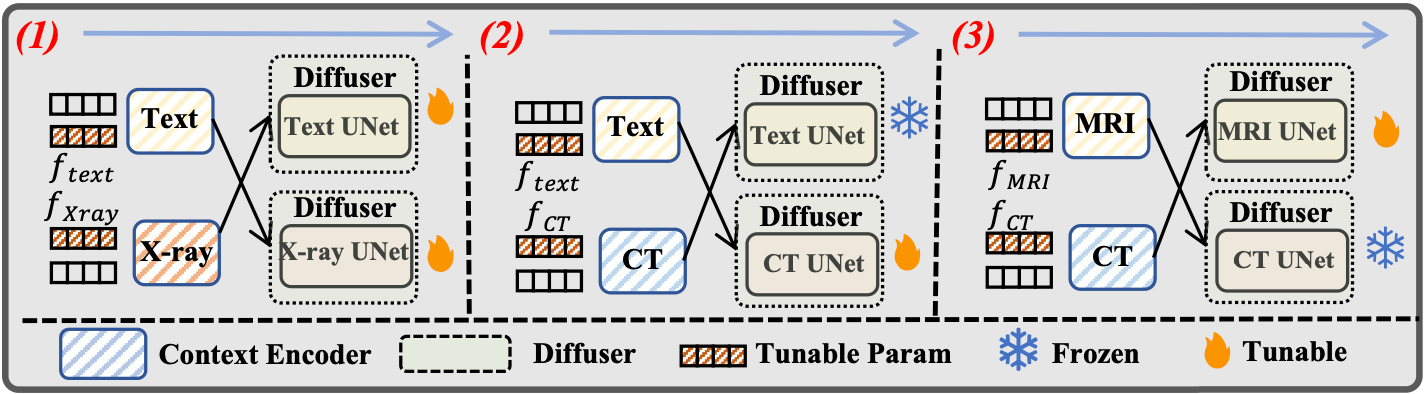 (1)
Text
f_text
f_Xray
X-ray
Diffuser
Text UNet
Diffuser
X-ray UNet
(2)
Text
f_text
f_CT
CT
Diffuser
Text UNet
Diffuser
CT UNet
(3)
MRI
f_MRI
f_CT
CT
Diffuser
MRI UNet
Diffuser
CT UNet
Context Encoder
Diffuser
Tunable Param
Frozen
Tunable